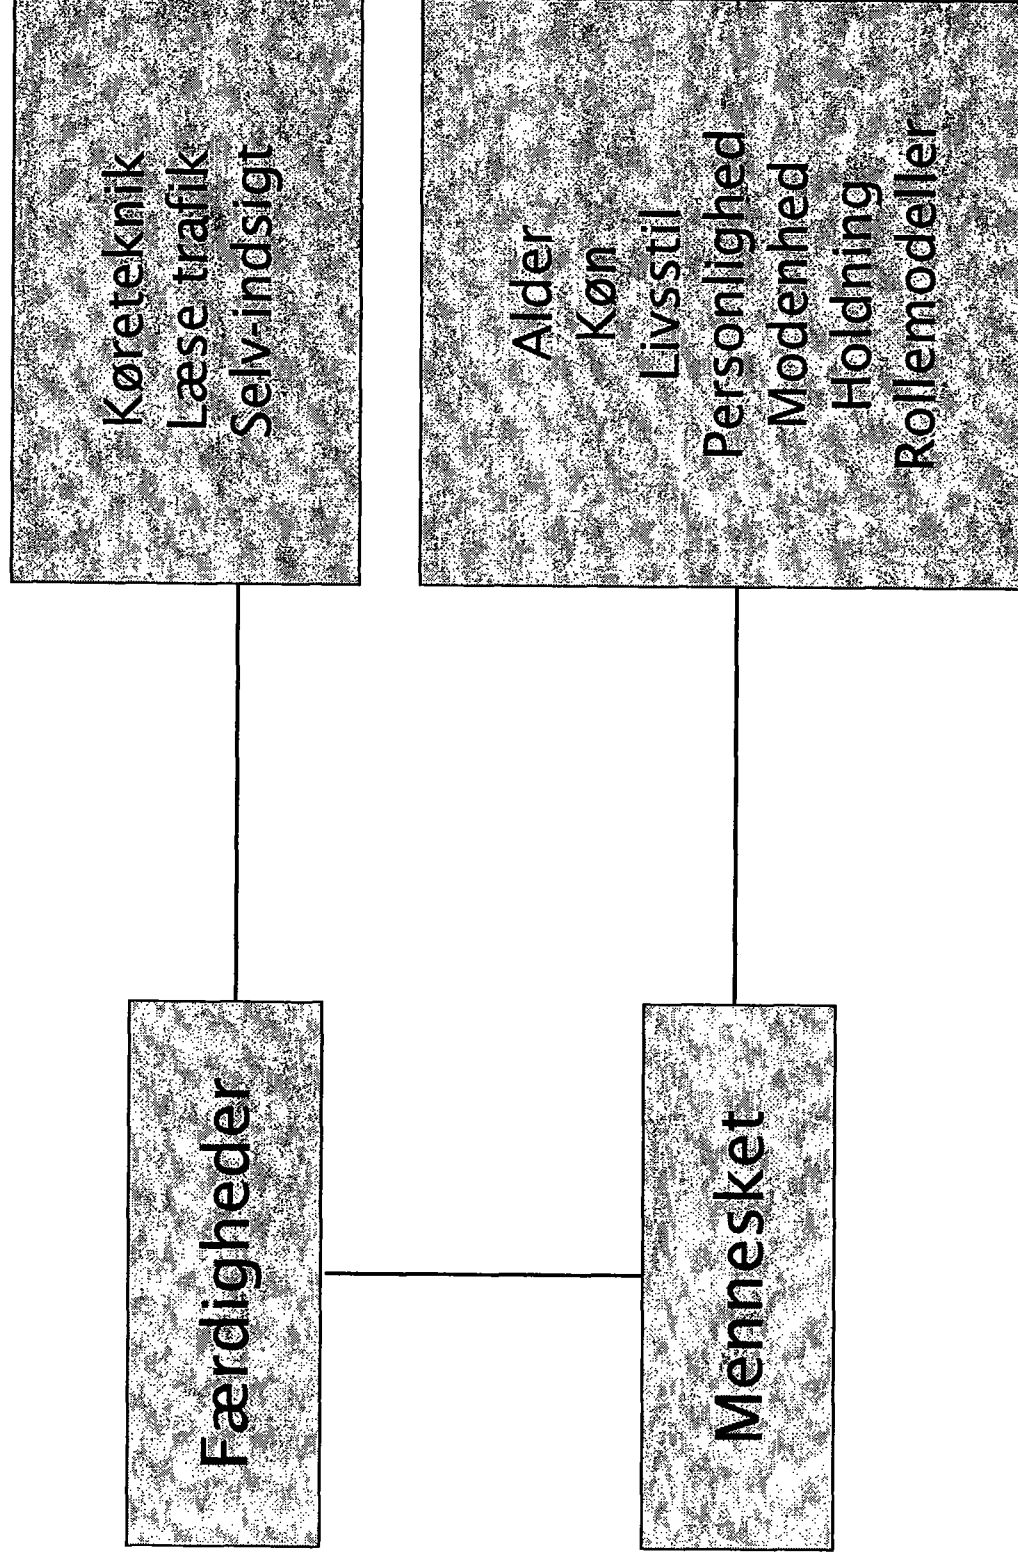 Færdigheder
Køreteknik
Læse trafik
Selv-indsigt
Mennesket
Alder
Køn
Livsstil
Personlighed
Modenhed
Holdning
Rollemodeller